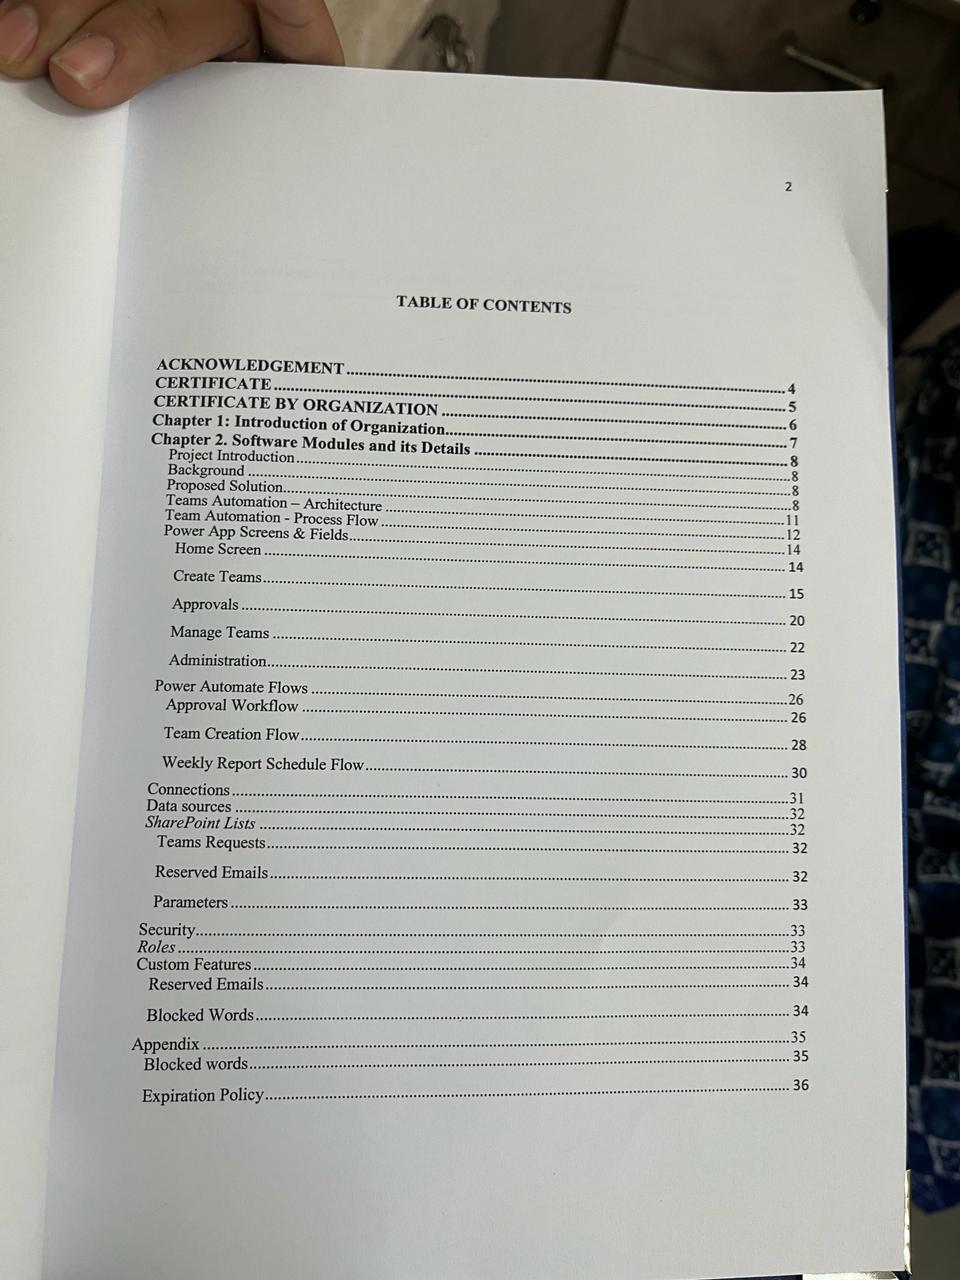 2
TABLE OF CONTENTS
ACKNOWLEDGEMENT........................4
CERTIFICATE........................5
CERTIFICATE BY ORGANIZATION........................6
Chapter 1: Introduction of Organization........................7
Chapter 2. Software Modules and its Details........................8
Project Introduction........................8
Background........................8
Proposed Solution........................8
Teams Automation – Architecture........................11
Team Automation - Process Flow........................12
Power App Screens & Fields........................14
Home Screen........................14
Create Teams........................15
Approvals........................20
Manage Teams........................22
Administration........................23
Power Automate Flows........................26
Approval Workflow........................26
Team Creation Flow........................28
Weekly Report Schedule Flow........................30
Connections........................31
Data sources........................32
SharePoint Lists........................32
Teams Requests........................32
Reserved Emails........................32
Parameters........................33
Security........................33
Roles........................33
Custom Features........................34
Reserved Emails........................34
Blocked Words........................34
Appendix........................35
Blocked words........................35
Expiration Policy........................36